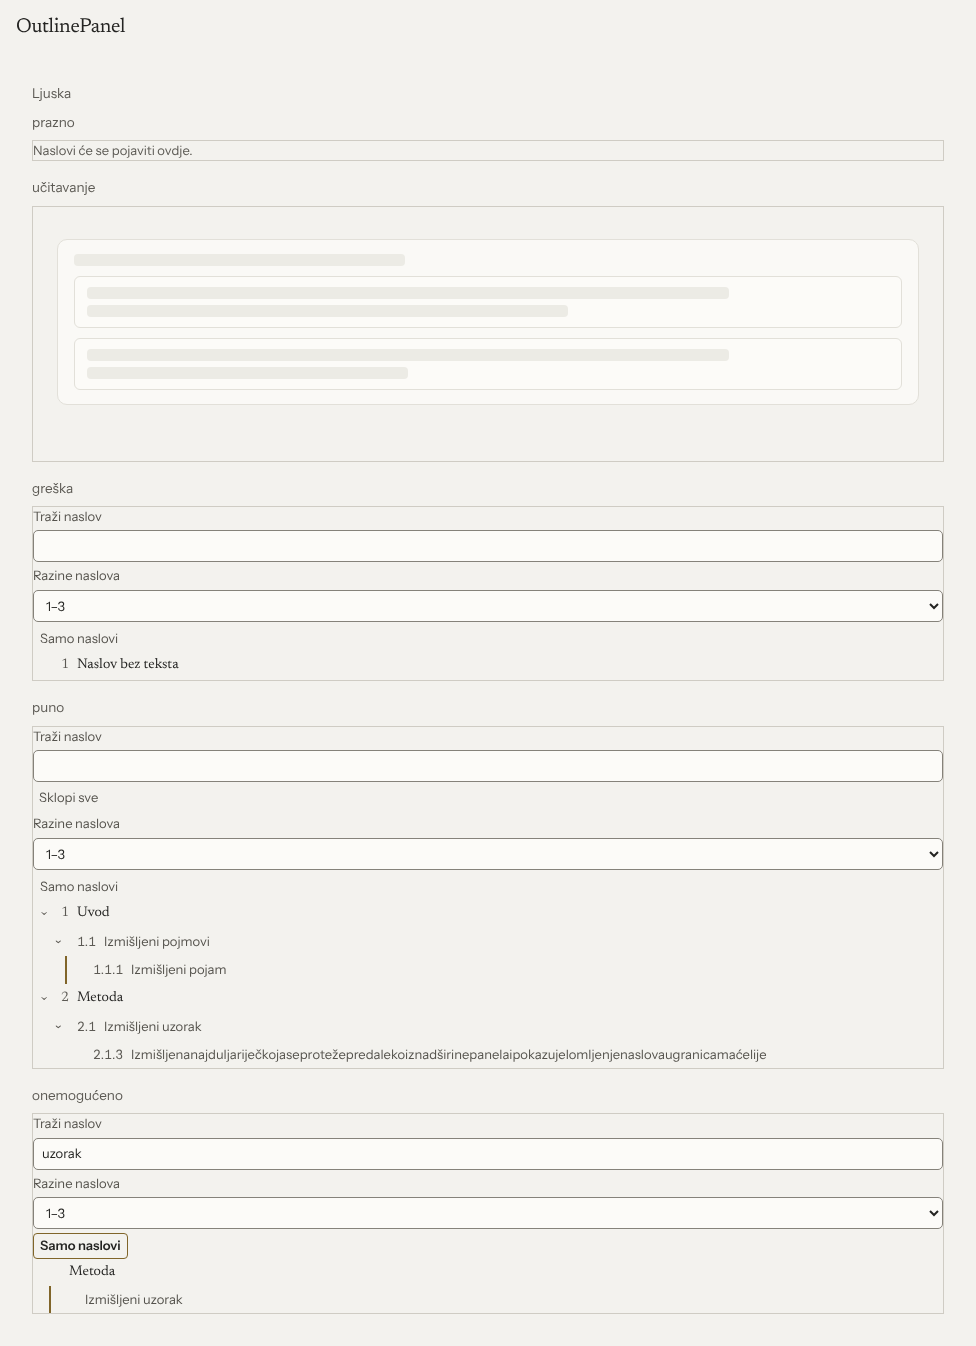 OutlinePanel
Ljuska
prazno
Naslovi će se pojaviti ovdje.
učitavanje
greška
Traži naslov
Razine naslova
1–3
Samo naslovi
1 Naslov bez teksta
puno
Traži naslov
Sklopi sve
Razine naslova
1–3
Samo naslovi
1 Uvod
1.1 Izmišljeni pojmovi
1.1.1 Izmišljeni pojam
2 Metoda
2.1 Izmišljeni uzorak
2.1.3 Izmišljenanajduljariječkojaseprotežepredalekoiznadširinepanelaipokazujelomljenjenaslovaugranicamaćelije
onemogućeno
Traži naslov
uzorak
Razine naslova
1–3
Samo naslovi
Metoda
Izmišljeni uzorak